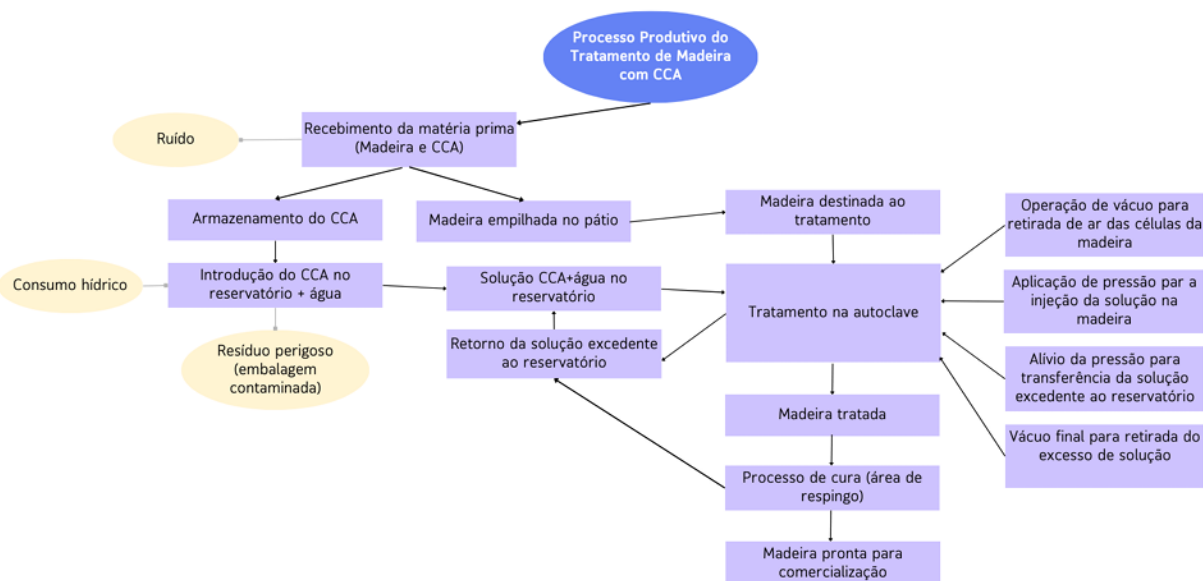 Processo Produtivo do
Tratamento de Madeira
com CCA
Ruído
Recebimento da matéria prima
(Madeira e CCA)
Armazenamento do CCA
Madeira empilhada no pátio
Madeira destinada ao
tratamento
Operação de vácuo para
retirada de ar das células da
madeira
Consumo hídrico
Introdução do CCA no
reservatório + água
Solução CCA+água no
reservatório
Tratamento na autoclave
Aplicação de pressão par a
injeção da solução na
madeira
Resíduo perigoso
(embalagem
contaminada)
Retorno da solução excedente
ao reservatório
Alívio da pressão para
transferência da solução
excedente ao reservatório
Madeira tratada
Vácuo final para retirada do
excesso de solução
Processo de cura (área de
respingo)
Madeira pronta para
comercialização